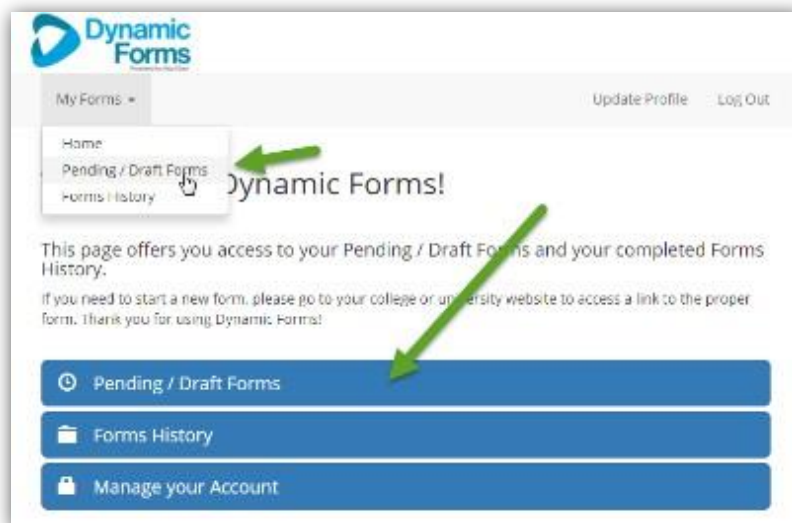 Dynamic
Forms
My Forms
Update Profile Log Out
Home
Pending / Draft Forms
Forms History
Dynamic Forms!
This page offers you access to your Pending / Draft Forms and your completed Forms
History.
If you need to start a new form, please go to your college or university website to access a link to the proper
form. Thank you for using Dynamic Forms!
Pending / Draft Forms
Forms History
Manage your Account